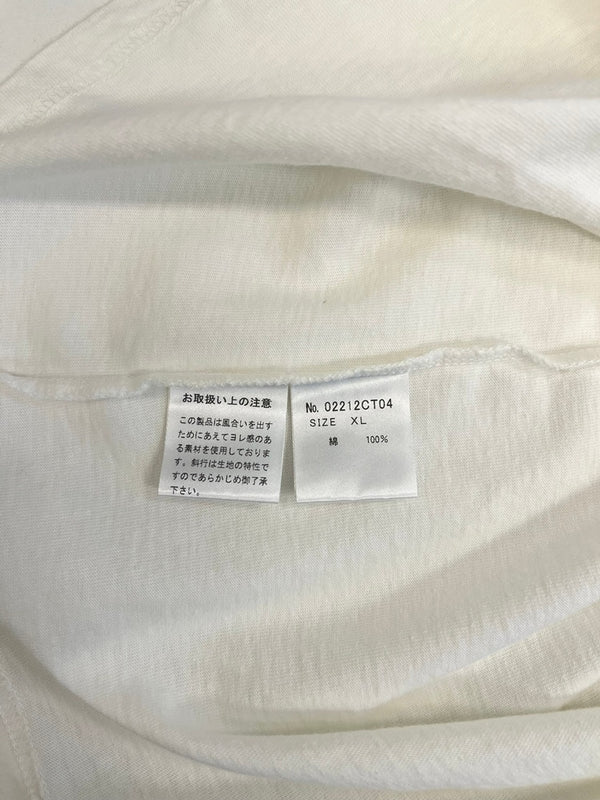 お取扱い上の注意
この製品は風合いを出す
ためにあえてヨレ感のあ
る素材を使用しておりま
す。斜行は生地の特性で
すのであらかじめ御了承
下さい。
No. 02212CT04
SIZE XL
綿 100%